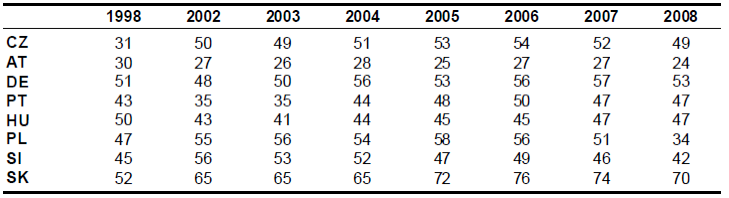 1998 2002 2003 2004 2005 2006 2007 2008
CZ 31 50 49 51 53 54 52 49
AT 30 27 26 28 25 27 27 24
DE 51 48 50 56 53 56 57 53
PT 43 35 35 44 48 50 47 47
HU 50 43 41 44 45 45 47 47
PL 47 55 56 54 58 56 51 34
SI 45 56 53 52 47 49 46 42
SK 52 65 65 65 72 76 74 70